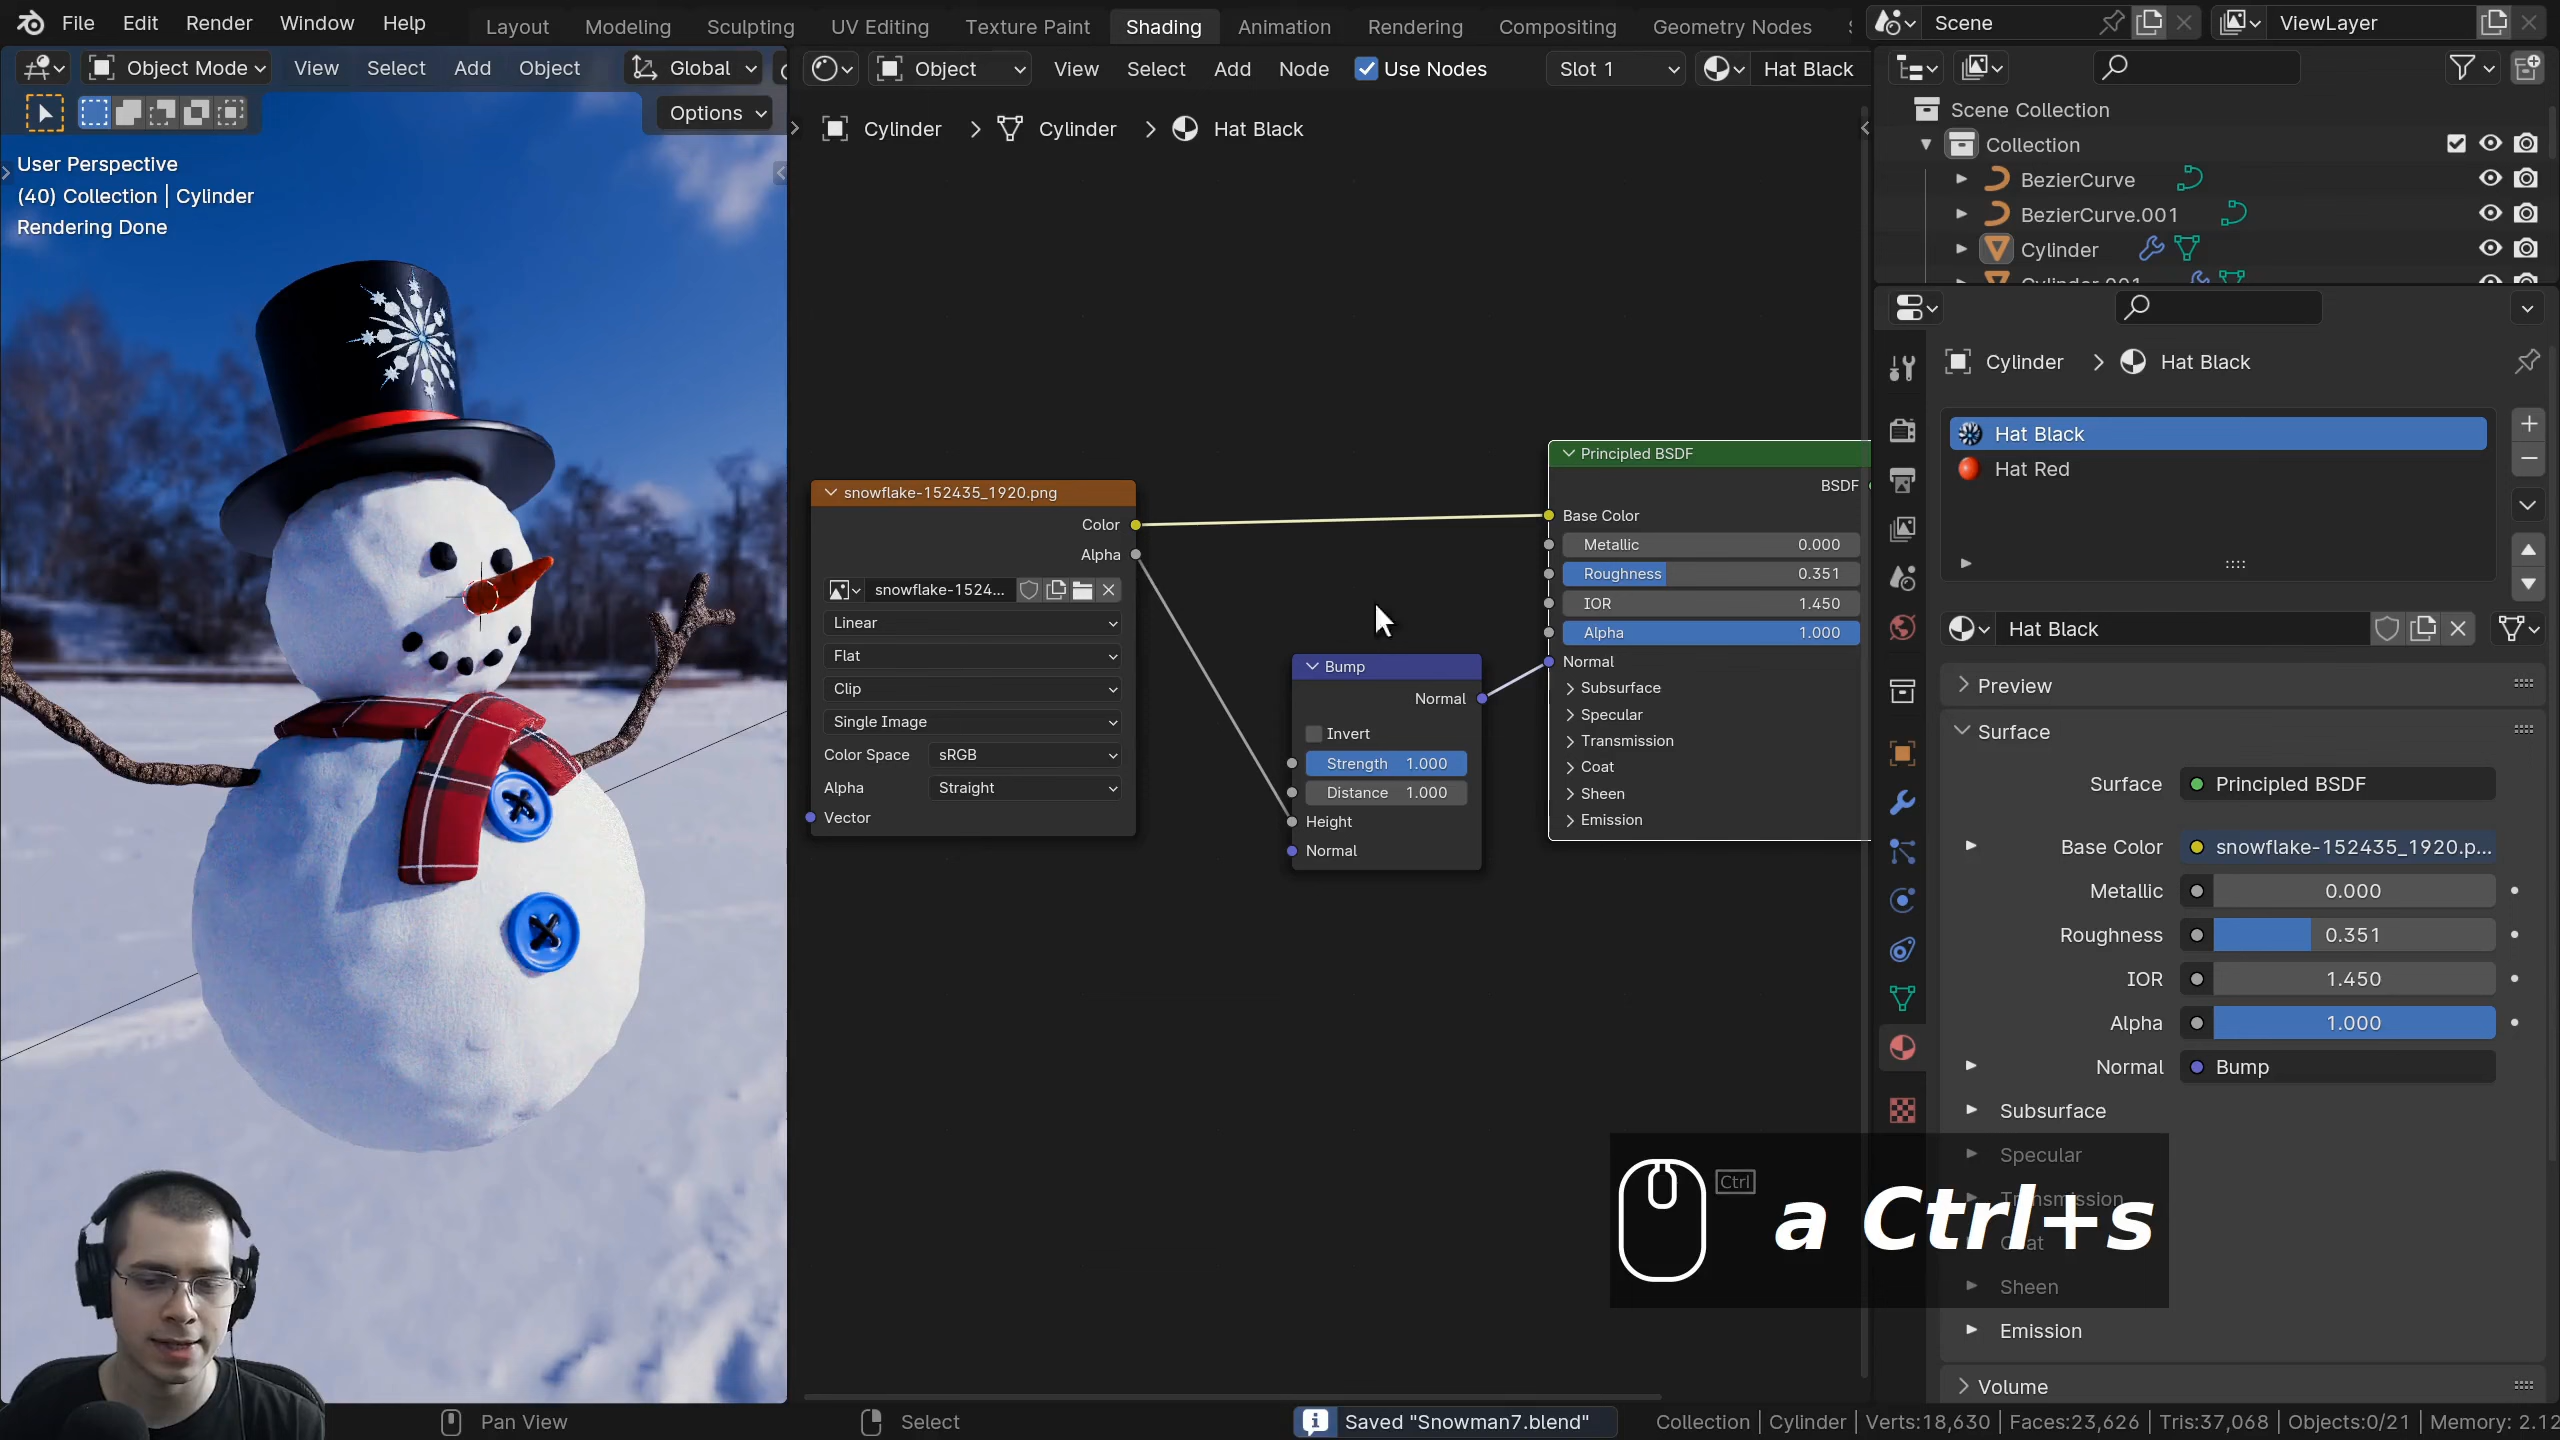 File Edit Render Window Help
Layout Modeling Sculpting UV Editing Texture Paint Shading Animation Rendering Compositing Geometry Nodes
Scene
ViewLayer
Object Mode View Select Add Object Global
Options
Object View Select Add Node Use Nodes Slot 1 Hat Black
Cylinder Cylinder Hat Black
User Perspective
(40) Collection | Cylinder
Rendering Done
Scene Collection
Collection
BezierCurve
BezierCurve.001
Cylinder
Cylinder.001
Cylinder Hat Black
Hat Black
Hat Red
Hat Black
Preview
Surface
Surface Principled BSDF
Base Color snowflake-152435_1920.p...
Metallic 0.000
Roughness 0.351
IOR 1.450
Alpha 1.000
Normal Bump
Subsurface
Specular
Transmission
Coat
Sheen
Emission
Volume
snowflake-152435_1920.png
Color
Alpha
snowflake-1524...
Linear
Flat
Clip
Single Image
Color Space sRGB
Alpha Straight
Vector
Bump
Normal
Invert
Strength 1.000
Distance 1.000
Height
Normal
Principled BSDF
BSDF
Base Color
Metallic 0.000
Roughness 0.351
IOR 1.450
Alpha 1.000
Normal
Subsurface
Specular
Transmission
Coat
Sheen
Emission
Ctrl
a Ctrl+s
Pan View
Select
Saved "Snowman7.blend"
Collection | Cylinder | Verts:18,630 | Faces:23,626 | Tris:37,068 | Objects:0/21 | Memory: 2.12